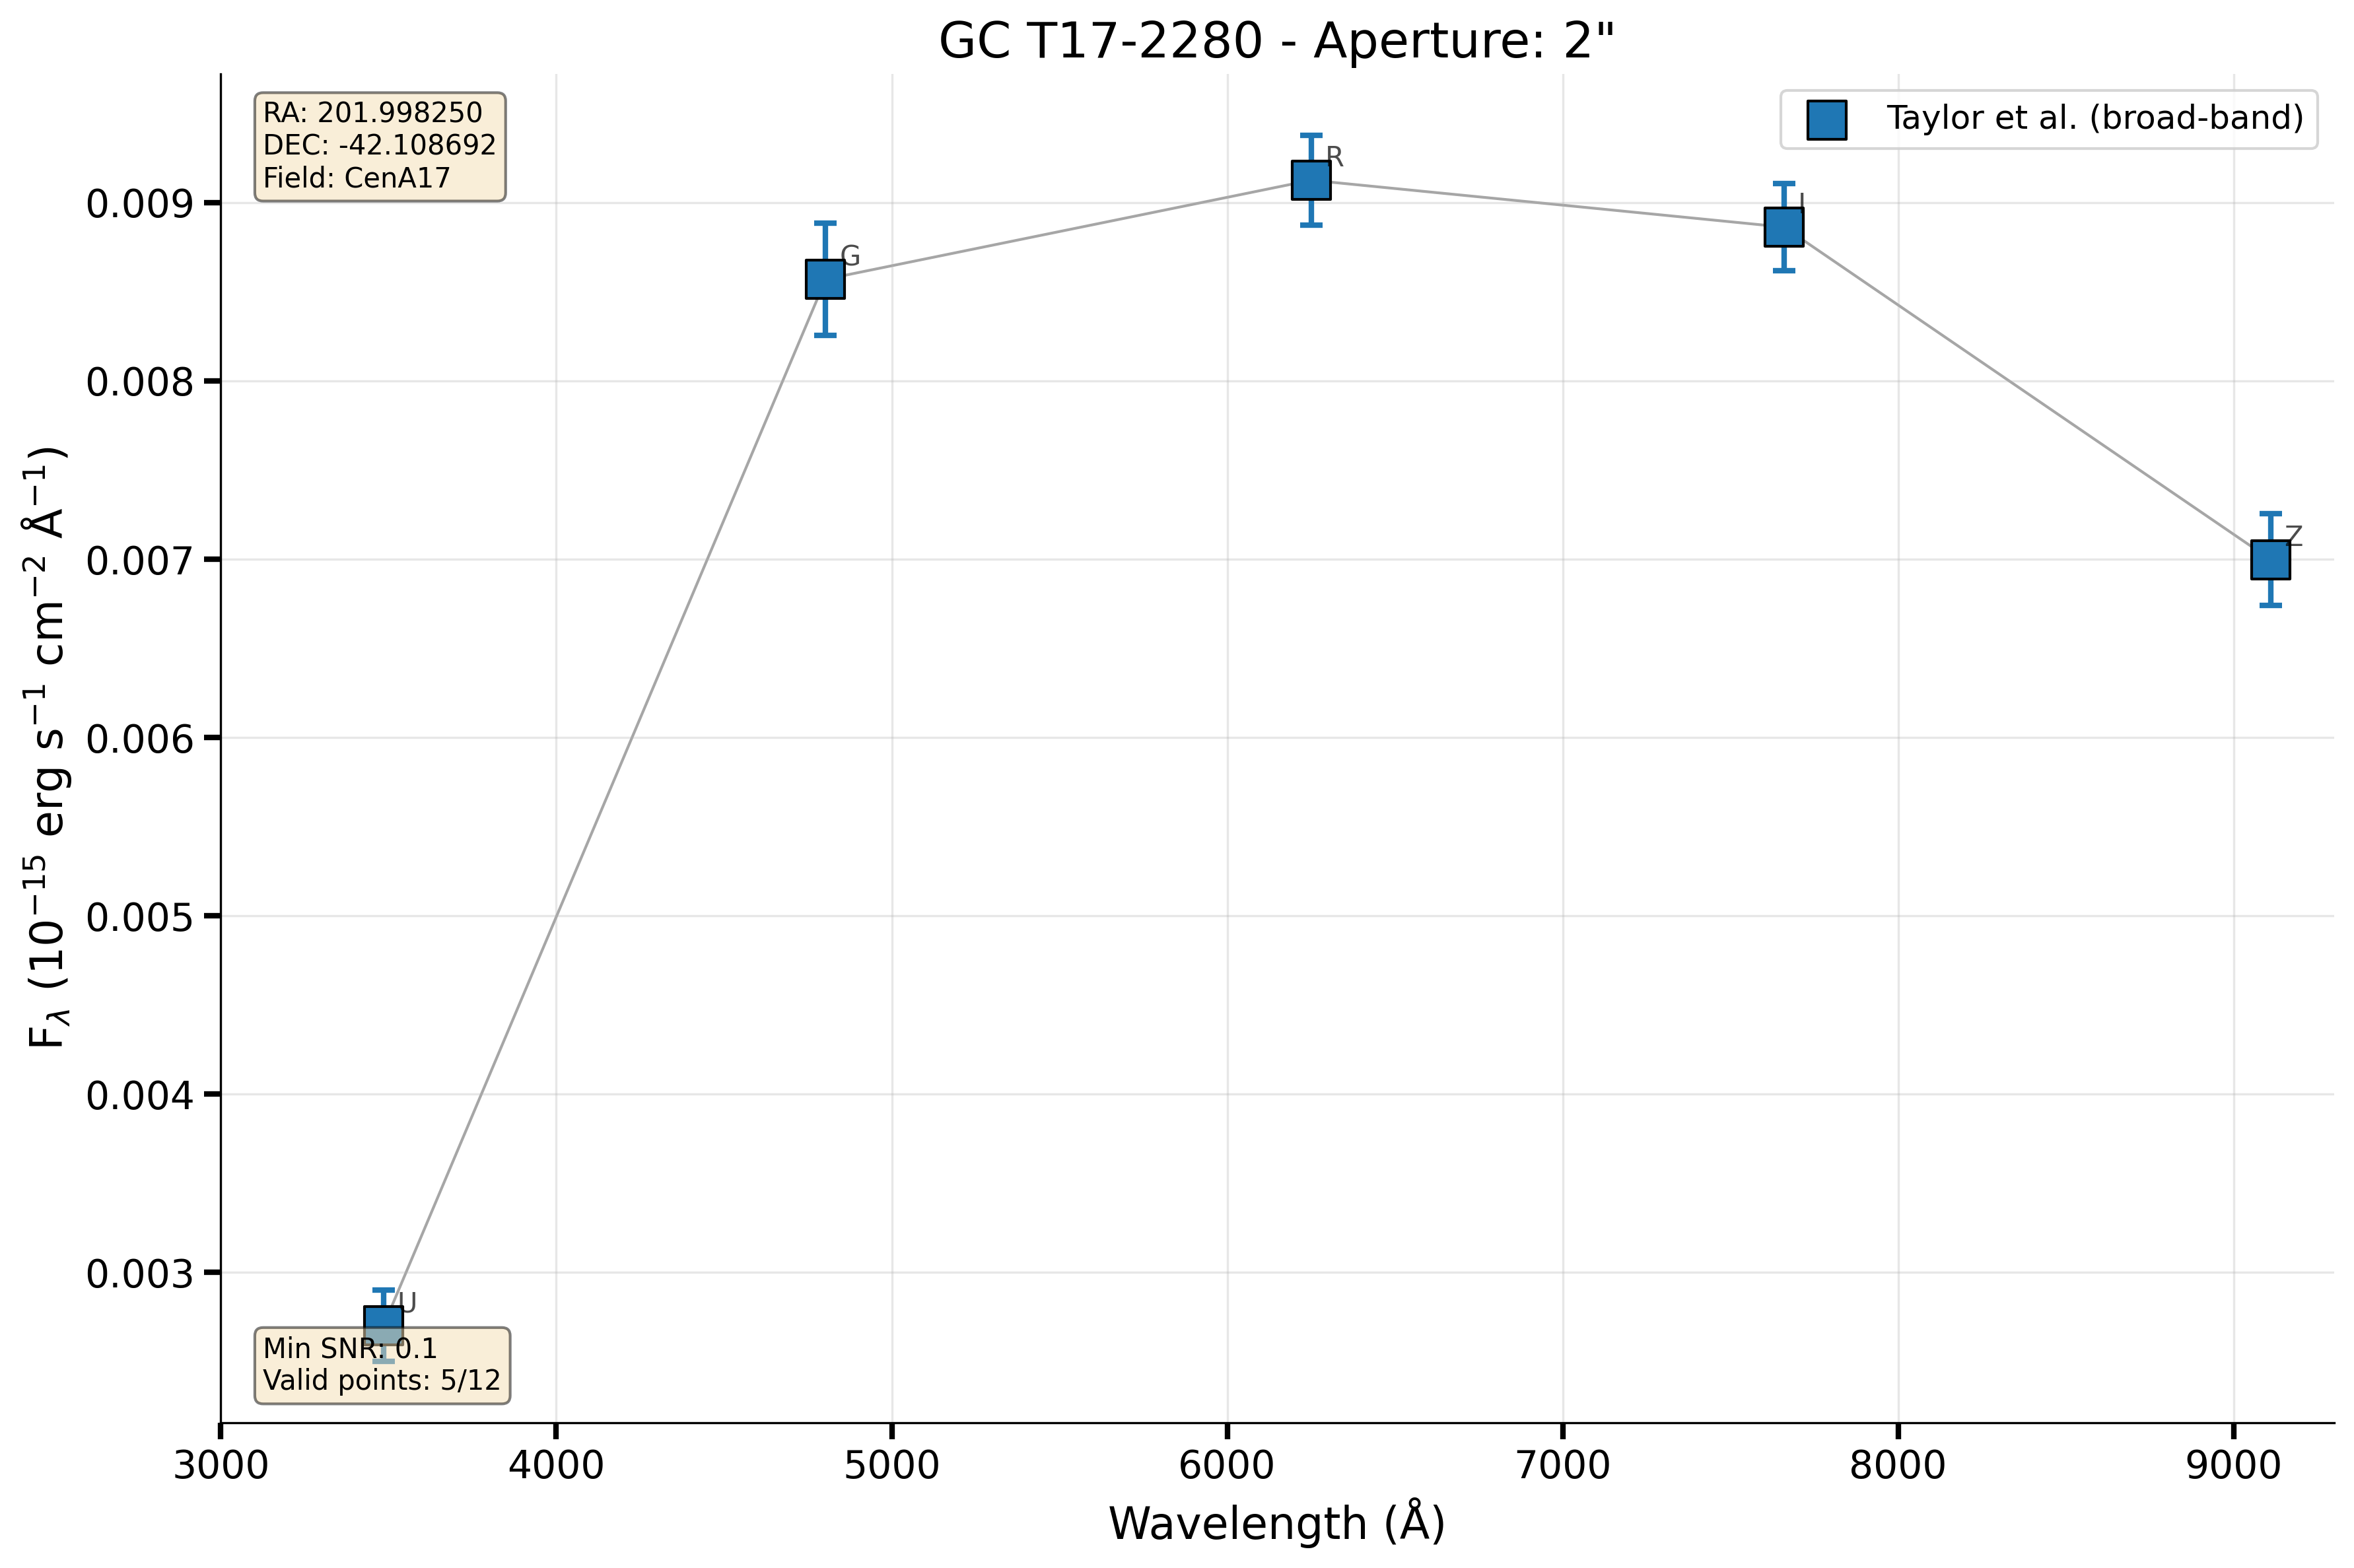 GC T17-2280 - Aperture: 2"
RA: 201.998250
DEC: -42.108692
Field: CenA17
Taylor et al. (broad-band)
R
I
G
Z
U
Min SNR: 0.1
Valid points: 5/12
0.009
0.008
0.007
0.006
0.005
0.004
0.003
F_λ (10⁻¹⁵ erg s⁻¹ cm⁻² Å⁻¹)
3000 4000 5000 6000 7000 8000 9000
Wavelength (Å)